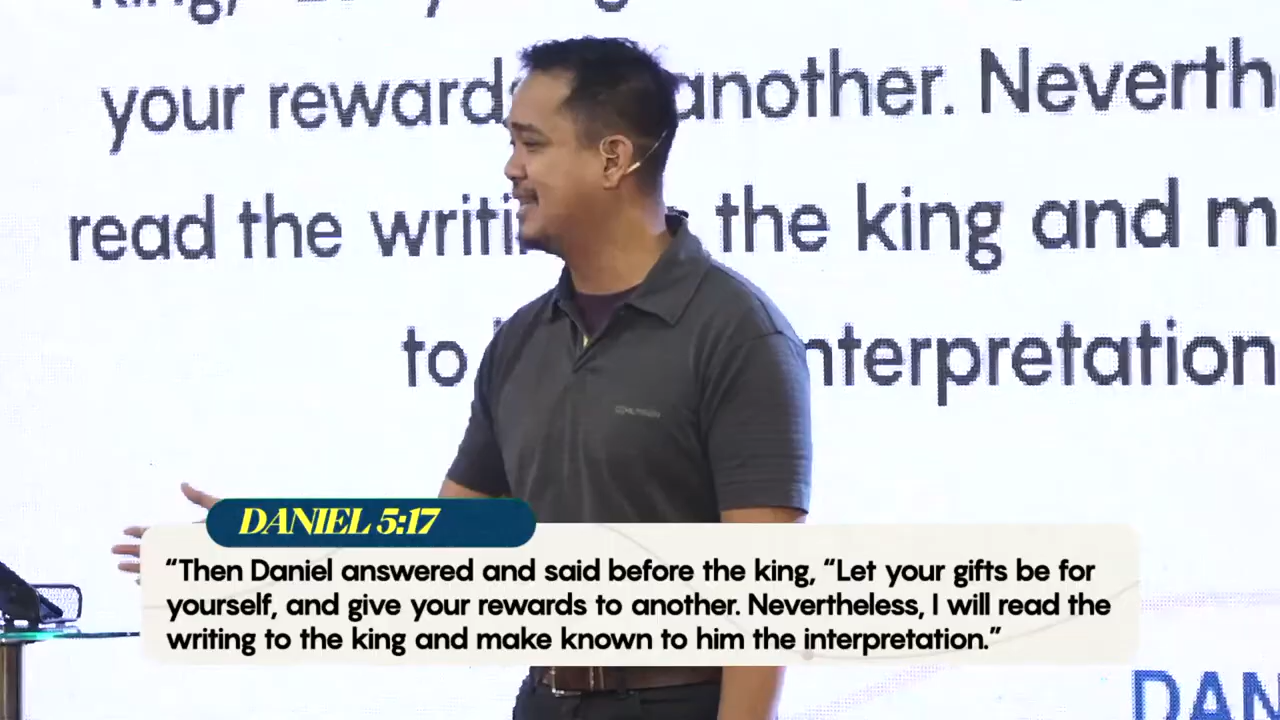 your reward another. Neverth
read the writi the king and m
to nterpretation
DANIEL 5:17
“Then Daniel answered and said before the king, “Let your gifts be for
yourself, and give your rewards to another. Nevertheless, I will read the
writing to the king and make known to him the interpretation.”
DAN